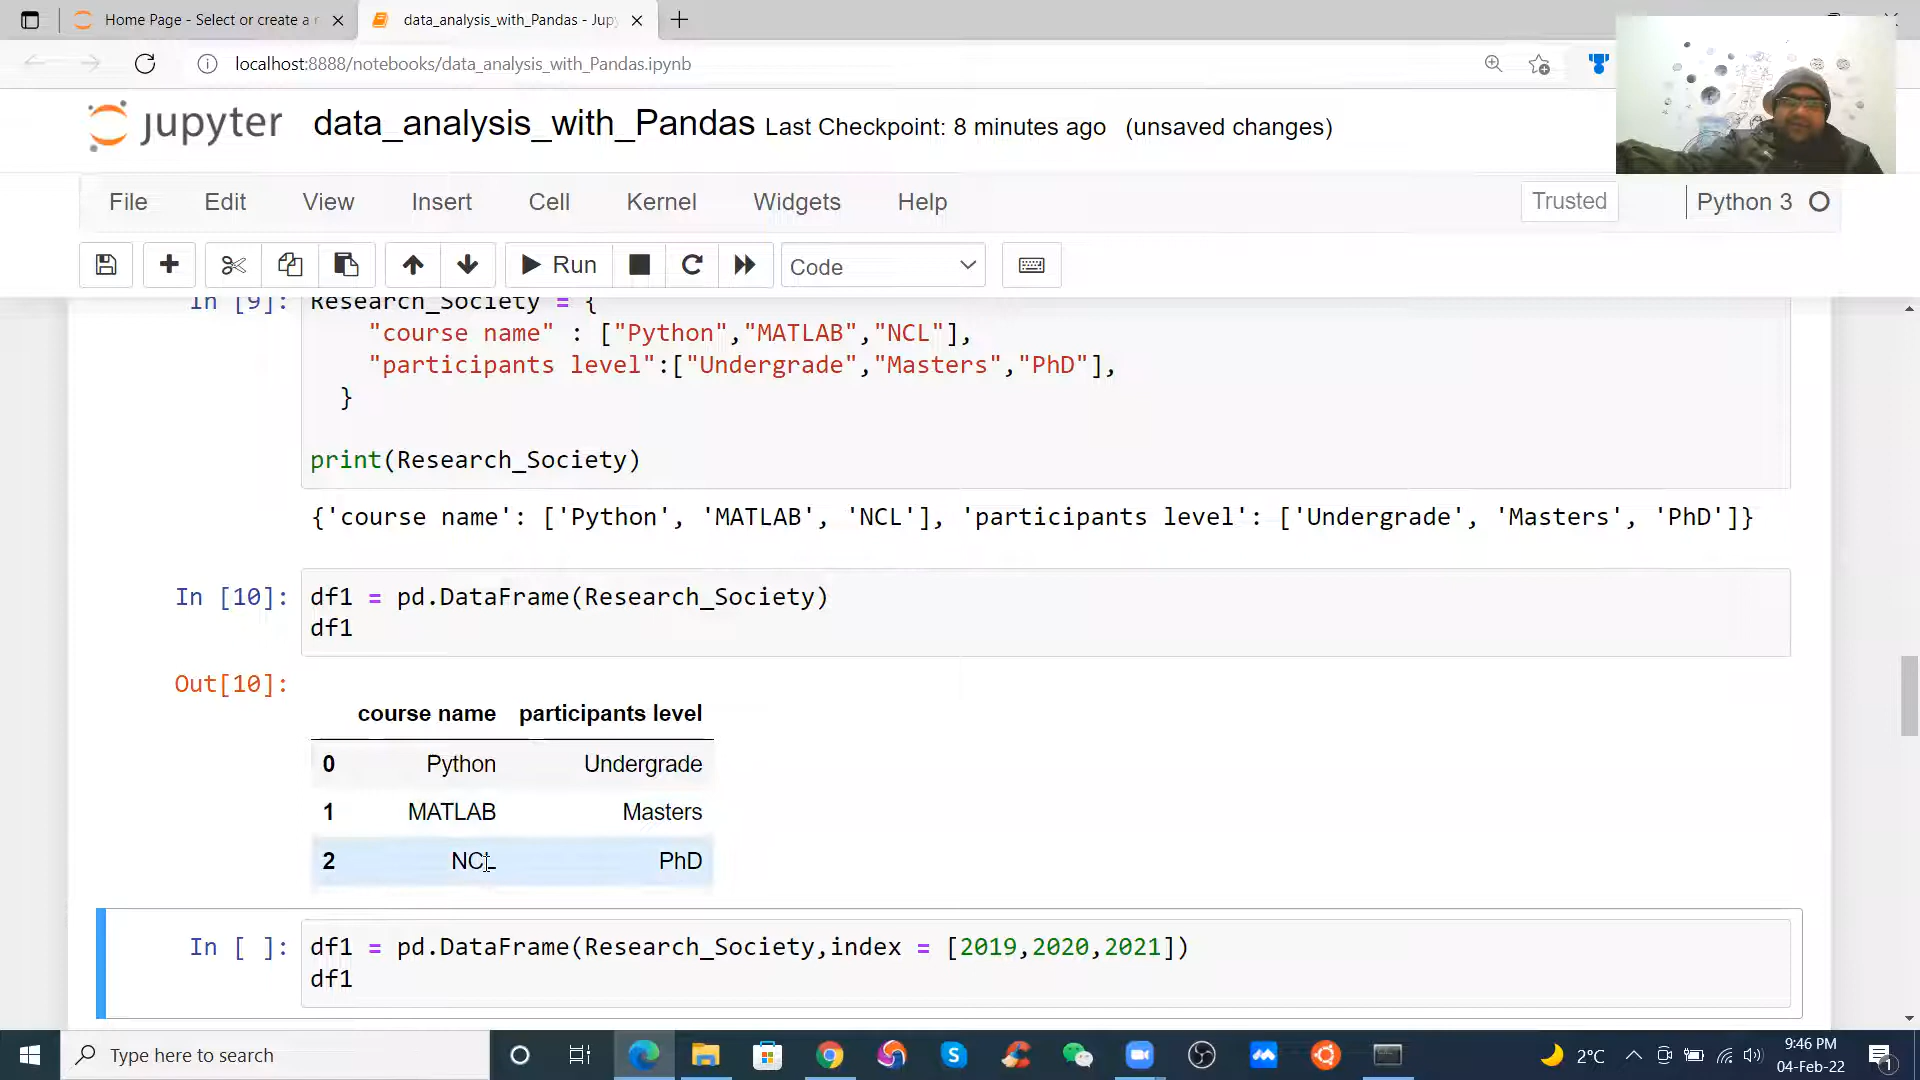 Home Page - Select or create a n
data_analysis_with_Pandas - Jup
localhost:8888/notebooks/data_analysis_with_Pandas.ipynb
jupyter data_analysis_with_Pandas Last Checkpoint: 8 minutes ago (unsaved changes)
File Edit View Insert Cell Kernel Widgets Help Trusted Python 3
Run Code
In [9]: Research_Society = {
"course name" : ["Python","MATLAB","NCL"],
"participants level":["Undergrade","Masters","PhD"],
}
print(Research_Society)
{'course name': ['Python', 'MATLAB', 'NCL'], 'participants level': ['Undergrade', 'Masters', 'PhD']}
In [10]: df1 = pd.DataFrame(Research_Society)
df1
Out[10]:
course name participants level
0 Python Undergrade
1 MATLAB Masters
2 NCL PhD
In [ ]: df1 = pd.DataFrame(Research_Society,index = [2019,2020,2021])
df1
Type here to search
2°C
9:46 PM
04-Feb-22
1